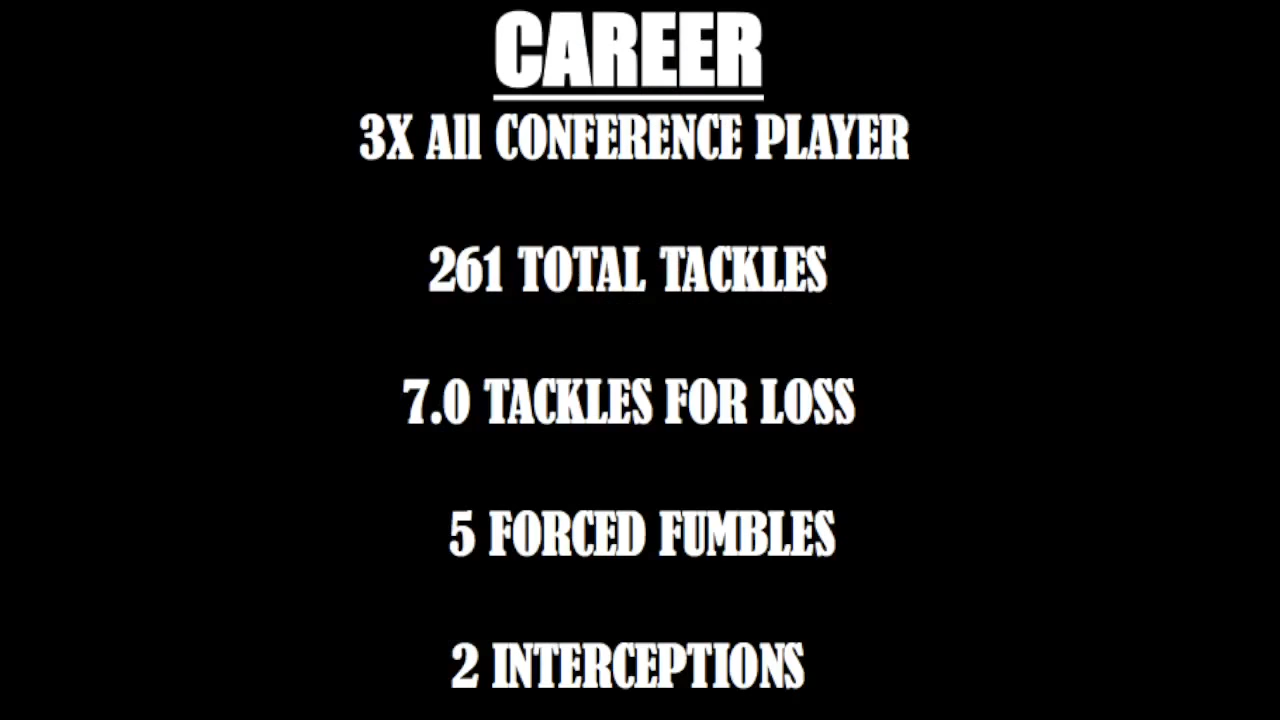 CAREER
3X All CONFERENCE PLAYER
261 TOTAL TACKLES
7.0 TACKLES FOR LOSS
5 FORCED FUMBLES
2 INTERCEPTIONS